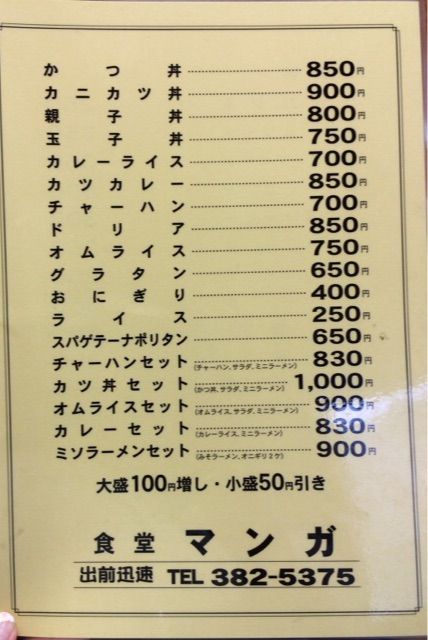 かつ丼 850円
カニカツ丼 900円
親子丼 800円
玉子丼 750円
カレーライス 700円
カツカレー 850円
チャーハン 700円
ドリア 850円
オムライス 750円
グラタン 650円
おにぎり 400円
ライス 250円
スパゲテーナポリタン 650円
チャーハンセット(チャーハン、サラダ、ミニラーメン) 830円
カツ丼セット(かつ丼、サラダ、ミニラーメン) 1,000円
オムライスセット(オムライス、サラダ、ミニラーメン) 900円
カレーセット(カレーライス、ミニラーメン) 830円
ミソラーメンセット(みそラーメン、オニギリ2ケ) 900円
大盛100円増し・小盛50円引き
食堂 マンガ
出前迅速 TEL 382-5375